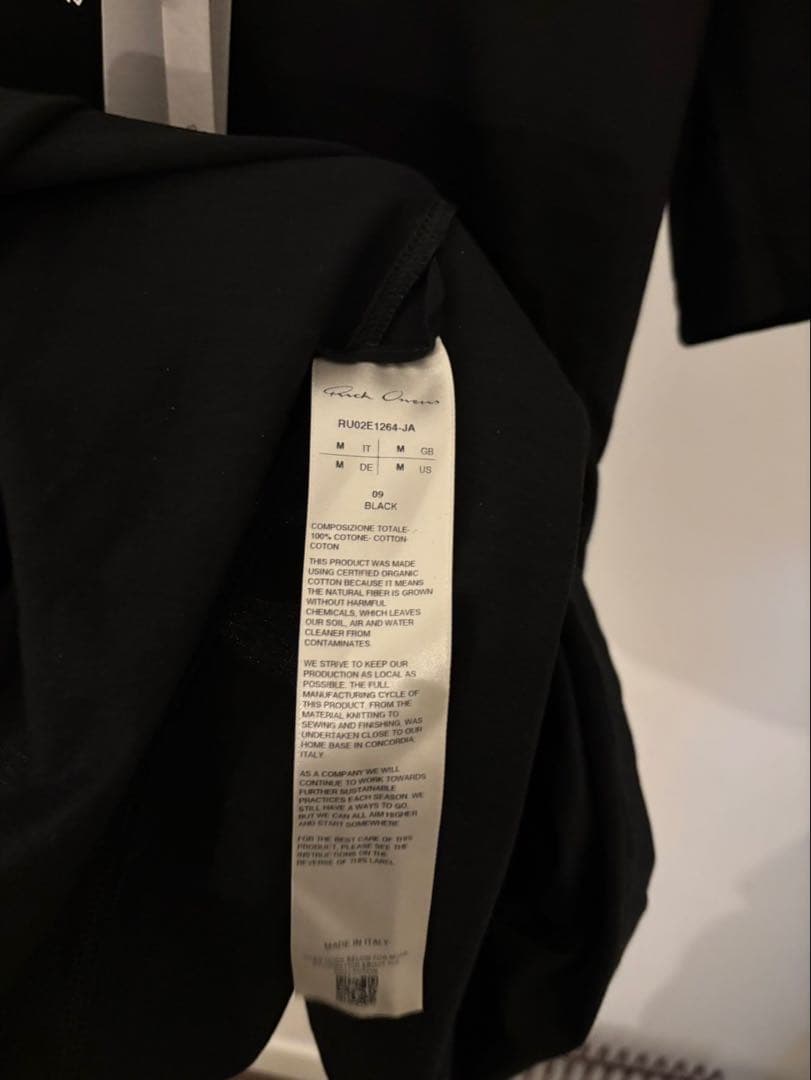 Rick Owens
RU02E1264-JA
M IT M GB
M DE M US
09
BLACK
COMPOSIZIONE TOTALE-
100% COTONE- COTTON-
COTON
THIS PRODUCT WAS MADE
USING CERTIFIED ORGANIC
COTTON BECAUSE IT MEANS
THE NATURAL FIBER IS GROWN
WITHOUT HARMFUL
CHEMICALS, WHICH LEAVES
OUR SOIL, AIR AND WATER
CLEANER FROM
CONTAMINATES.
WE STRIVE TO KEEP OUR
PRODUCTION AS LOCAL AS
POSSIBLE. THE FULL
MANUFACTURING CYCLE OF
THIS PRODUCT, FROM THE
MATERIAL KNITTING TO
SEWING AND FINISHING, WAS
UNDERTAKEN CLOSE TO OUR
HOME BASE IN CONCORDIA,
ITALY
AS A COMPANY WE WILL
CONTINUE TO WORK TOWARDS
FURTHER SUSTAINABLE
PRACTICES EACH SEASON. WE
STILL HAVE A WAYS TO GO,
BUT WE CAN ALL AIM HIGHER
AND START SOMEWHERE
FOR THE BEST CARE OF THIS
PRODUCT, PLEASE SEE THE
INSTRUCTIONS ON THE
REVERSE OF THIS LABEL
MADE IN ITALY